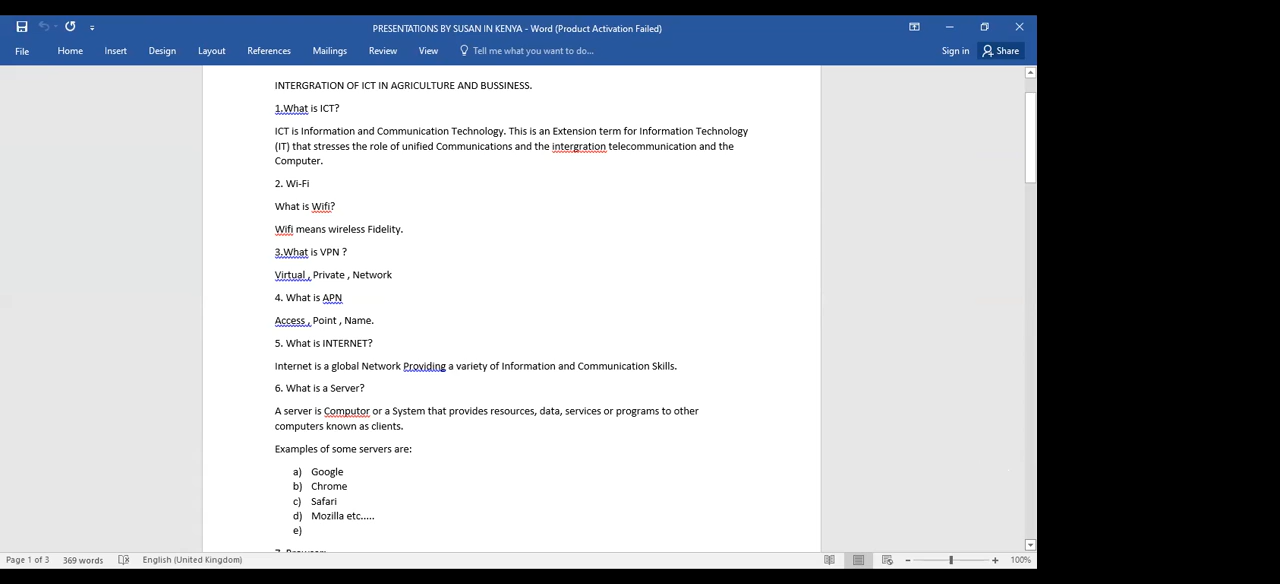 PRESENTATIONS BY SUSAN IN KENYA - Word (Product Activation Failed)
File Home Insert Design Layout References Mailings Review View Tell me what you want to do... Sign in Share
INTERGRATION OF ICT IN AGRICULTURE AND BUSSINESS.
1.What is ICT?
ICT is Information and Communication Technology. This is an Extension term for Information Technology
(IT) that stresses the role of unified Communications and the intergration telecommunication and the
Computer.
2. Wi-Fi
What is Wifi?
Wifi means wireless Fidelity.
3.What is VPN ?
Virtual , Private , Network
4. What is APN
Access , Point , Name.
5. What is INTERNET?
Internet is a global Network Providing a variety of Information and Communication Skills.
6. What is a Server?
A server is Computor or a System that provides resources, data, services or programs to other
computers known as clients.
Examples of some servers are:
a) Google
b) Chrome
c) Safari
d) Mozilla etc.....
e)
Page 1 of 3 369 words English (United Kingdom) 100%